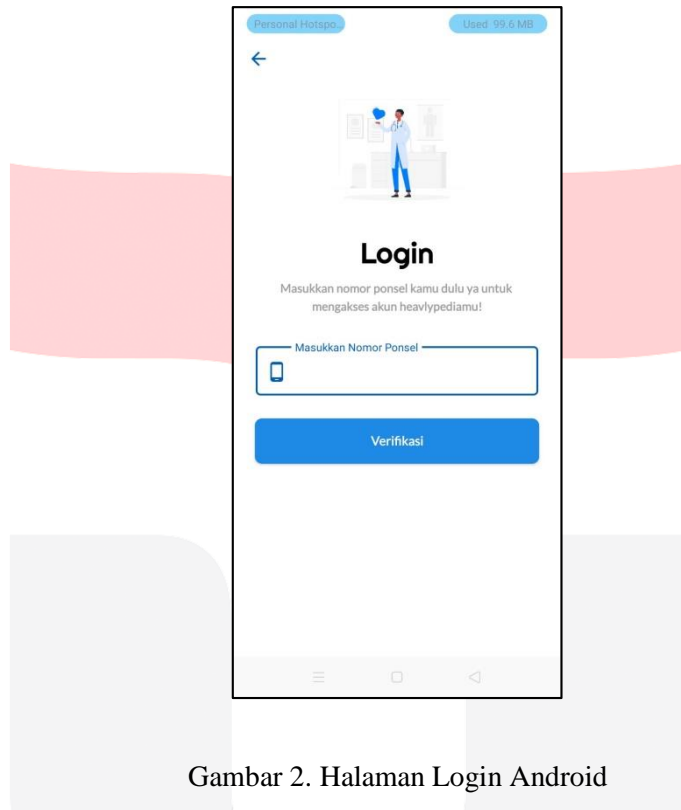 Personal Hotspo...
Used 99.6 MB
Login
Masukkan nomor ponsel kamu dulu ya untuk
mengakses akun heavlypediamu!
Masukkan Nomor Ponsel
Verifikasi
Gambar 2. Halaman Login Android